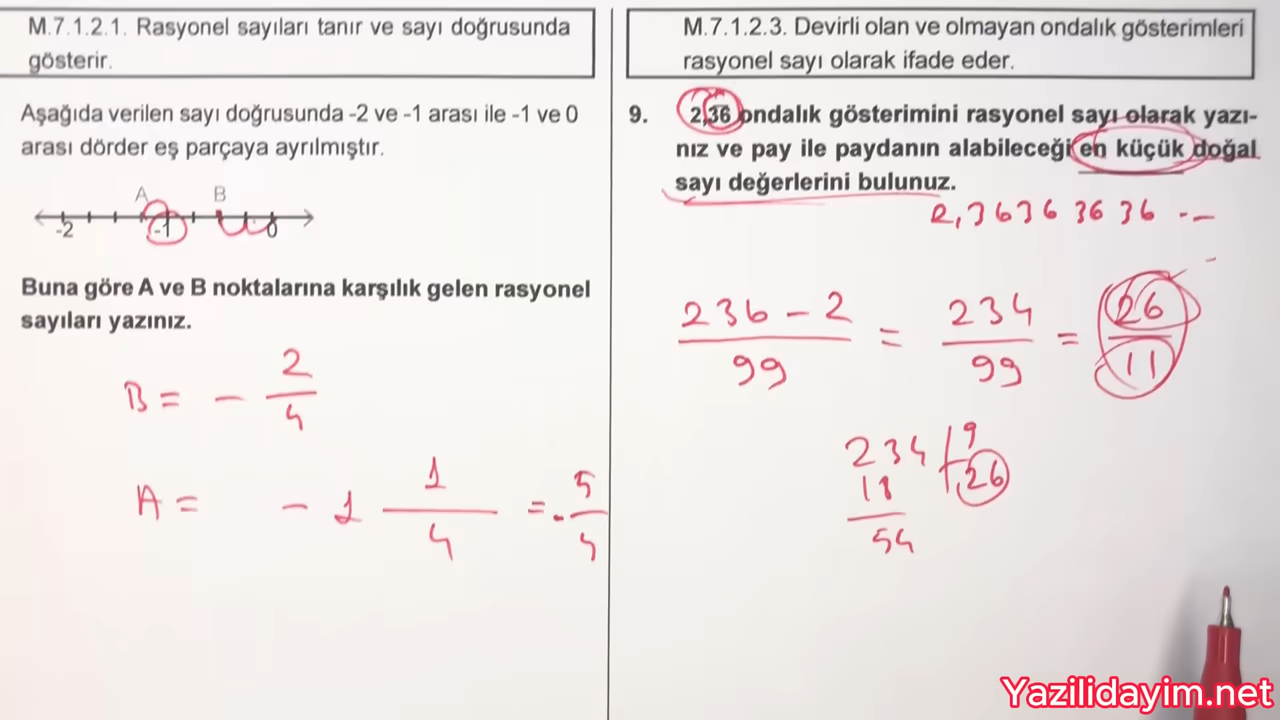 M.7.1.2.1. Rasyonel sayıları tanır ve sayı doğrusunda
gösterir.
Aşağıda verilen sayı doğrusunda -2 ve -1 arası ile -1 ve 0
arası dörder eş parçaya ayrılmıştır.
A B
-2 -1 0
Buna göre A ve B noktalarına karşılık gelen rasyonel
sayıları yazınız.
B = - 2/4
A = - 1 1/4 = - 5/4
M.7.1.2.3. Devirli olan ve olmayan ondalık gösterimleri
rasyonel sayı olarak ifade eder.
9. 2,36 ondalık gösterimini rasyonel sayı olarak yazı-
nız ve pay ile paydanın alabileceği en küçük doğal
sayı değerlerini bulunuz.
2,36363636...
236 - 2 / 99 = 234 / 99 = 26 / 11
234 | 9
18 26
54
Yazilidayim.net